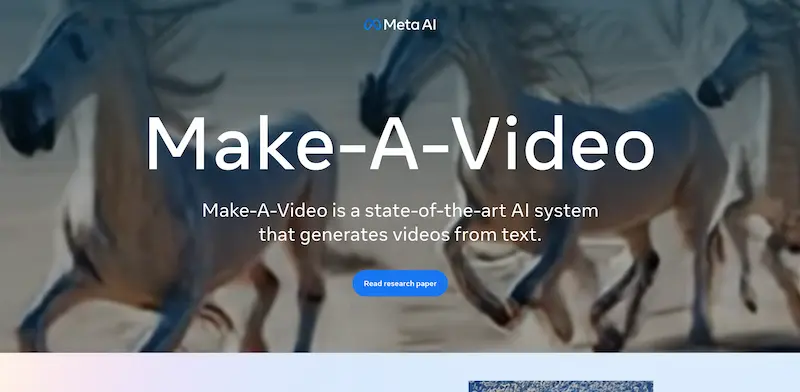 Meta AI
Make-A-Video
Make-A-Video is a state-of-the-art AI system
that generates videos from text.
Read research paper